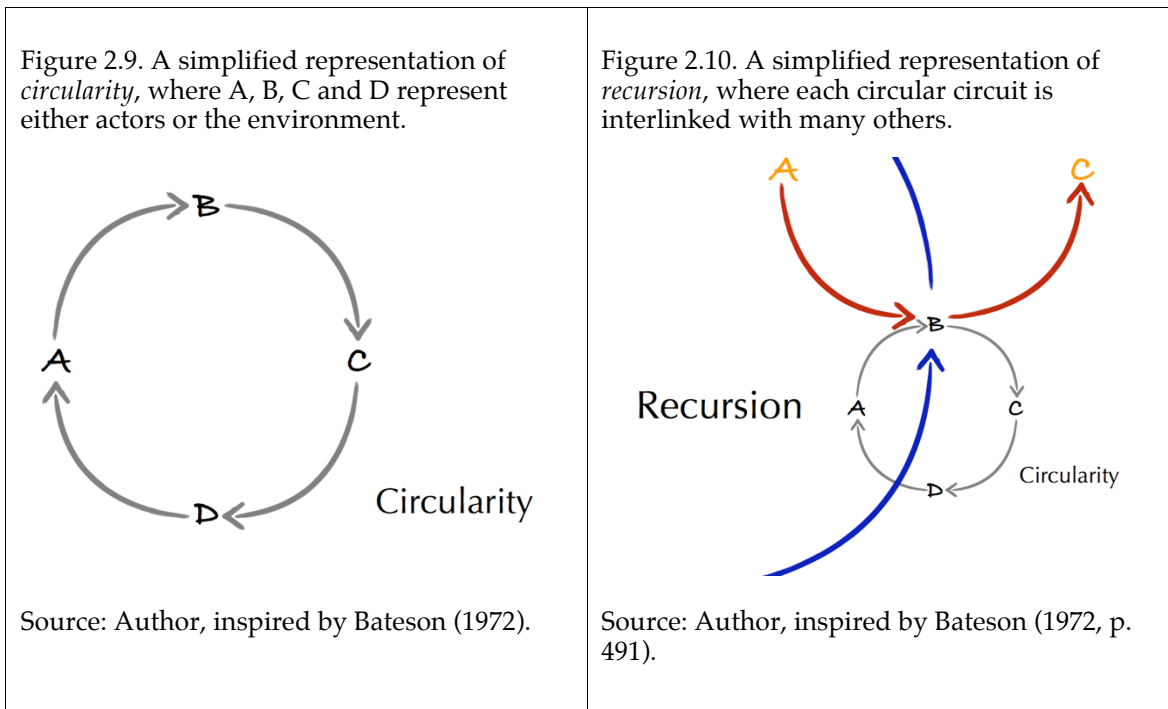 Figure 2.9. A simplified representation of
circularity, where A, B, C and D represent
either actors or the environment.
B
A
C
D
Circularity
Source: Author, inspired by Bateson (1972).
Figure 2.10. A simplified representation of
recursion, where each circular circuit is
interlinked with many others.
A
C
B
Recursion
A
C
Circularity
D
Source: Author, inspired by Bateson (1972, p.
491).